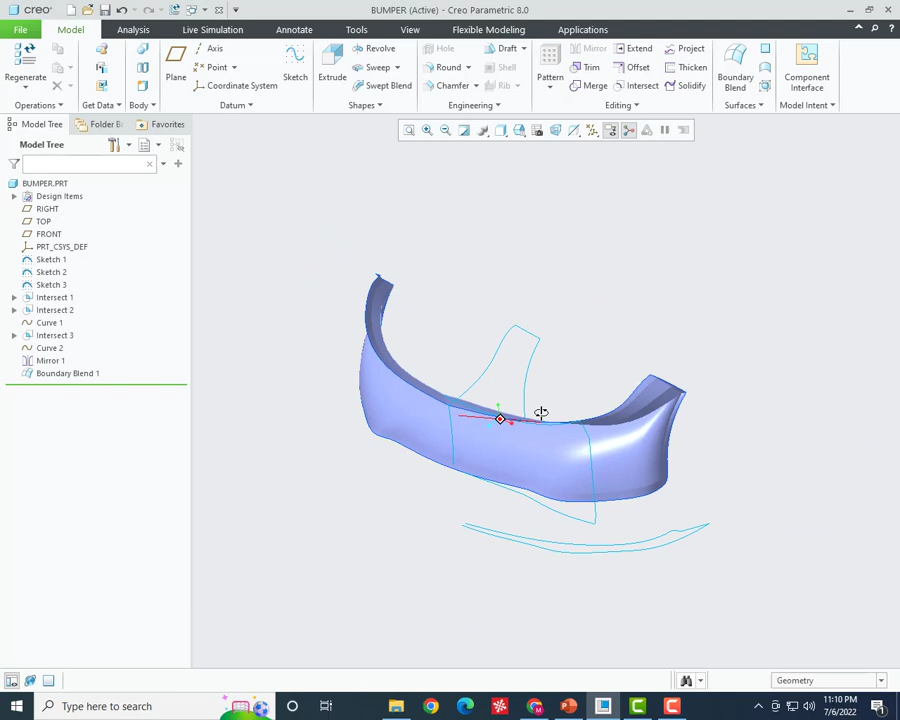 creo
BUMPER (Active) - Creo Parametric 8.0
File Model Analysis Live Simulation Annotate Tools View Flexible Modeling Applications
Axis Revolve Hole Draft Mirror Extend Project
Point Sweep Round Shell Trim Offset Thicken
Regenerate Plane Coordinate System Sketch Extrude Swept Blend Chamfer Rib Pattern Merge Intersect Solidify Boundary Blend Component Interface
Operations Get Data Body Datum Shapes Engineering Editing Surfaces Model Intent
Model Tree Folder Br Favorites
Model Tree
BUMPER.PRT
Design Items
RIGHT
TOP
FRONT
PRT_CSYS_DEF
Sketch 1
Sketch 2
Sketch 3
Intersect 1
Intersect 2
Curve 1
Intersect 3
Curve 2
Mirror 1
Boundary Blend 1
Geometry
Type here to search
11:10 PM
7/6/2022